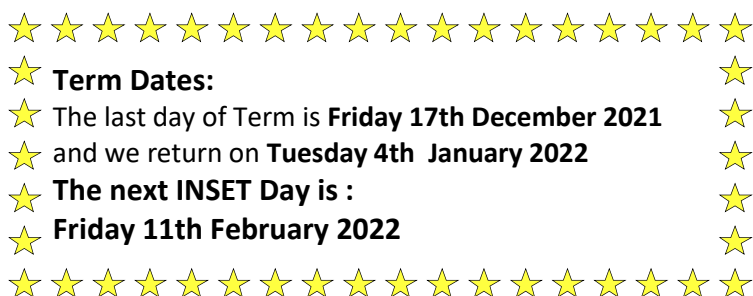 Term Dates:
The last day of Term is Friday 17th December 2021
and we return on Tuesday 4th January 2022
The next INSET Day is :
Friday 11th February 2022